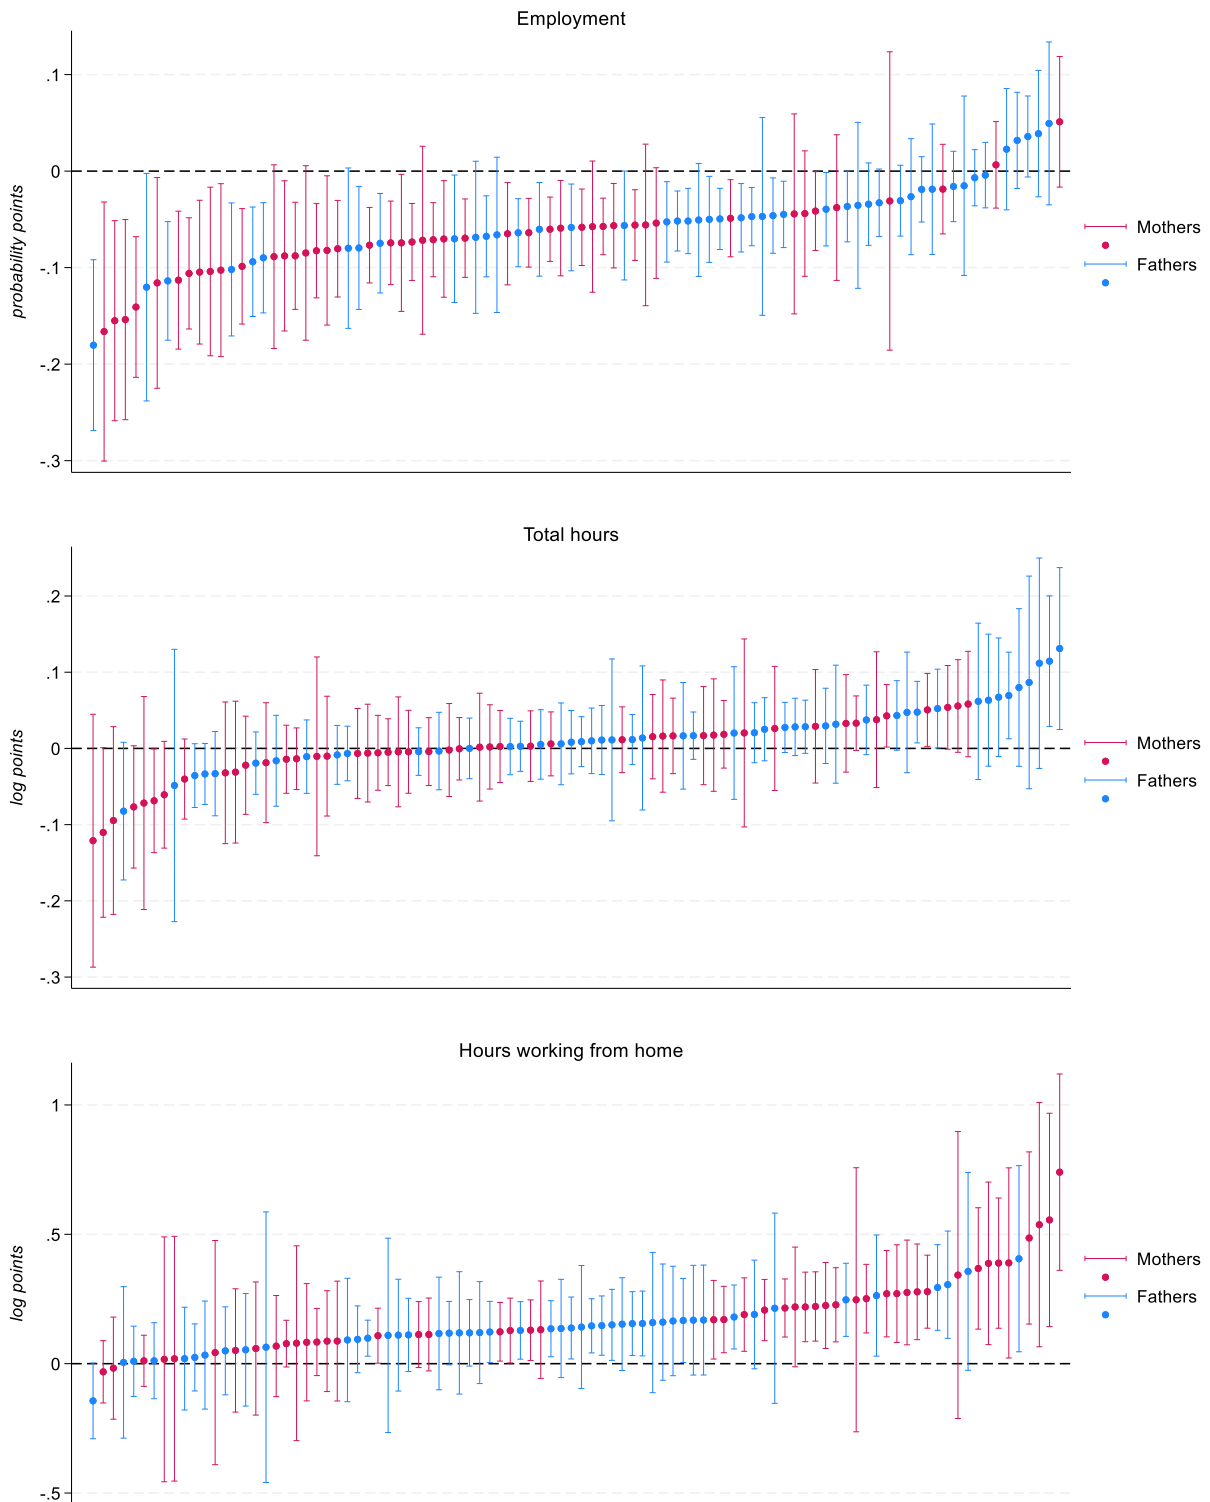 Employment
probability points
.1
0
-.1
-.2
-.3
Mothers
Fathers
Total hours
log points
.2
.1
0
-.1
-.2
-.3
Mothers
Fathers
Hours working from home
log points
1
.5
0
-.5
Mothers
Fathers